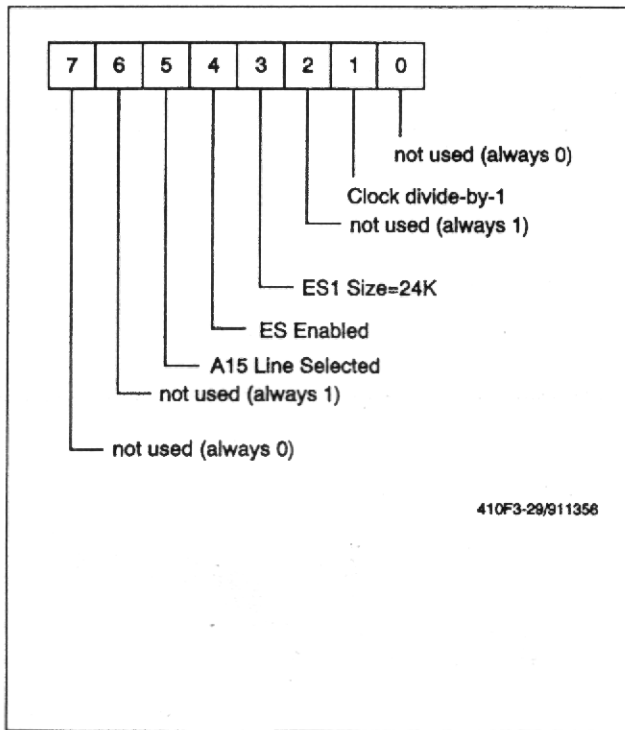 7 6 5 4 3 2 1 0
not used (always 0)
Clock divide-by-1
not used (always 1)
ES1 Size=24K
ES Enabled
A15 Line Selected
not used (always 1)
not used (always 0)
410F3-29/911356